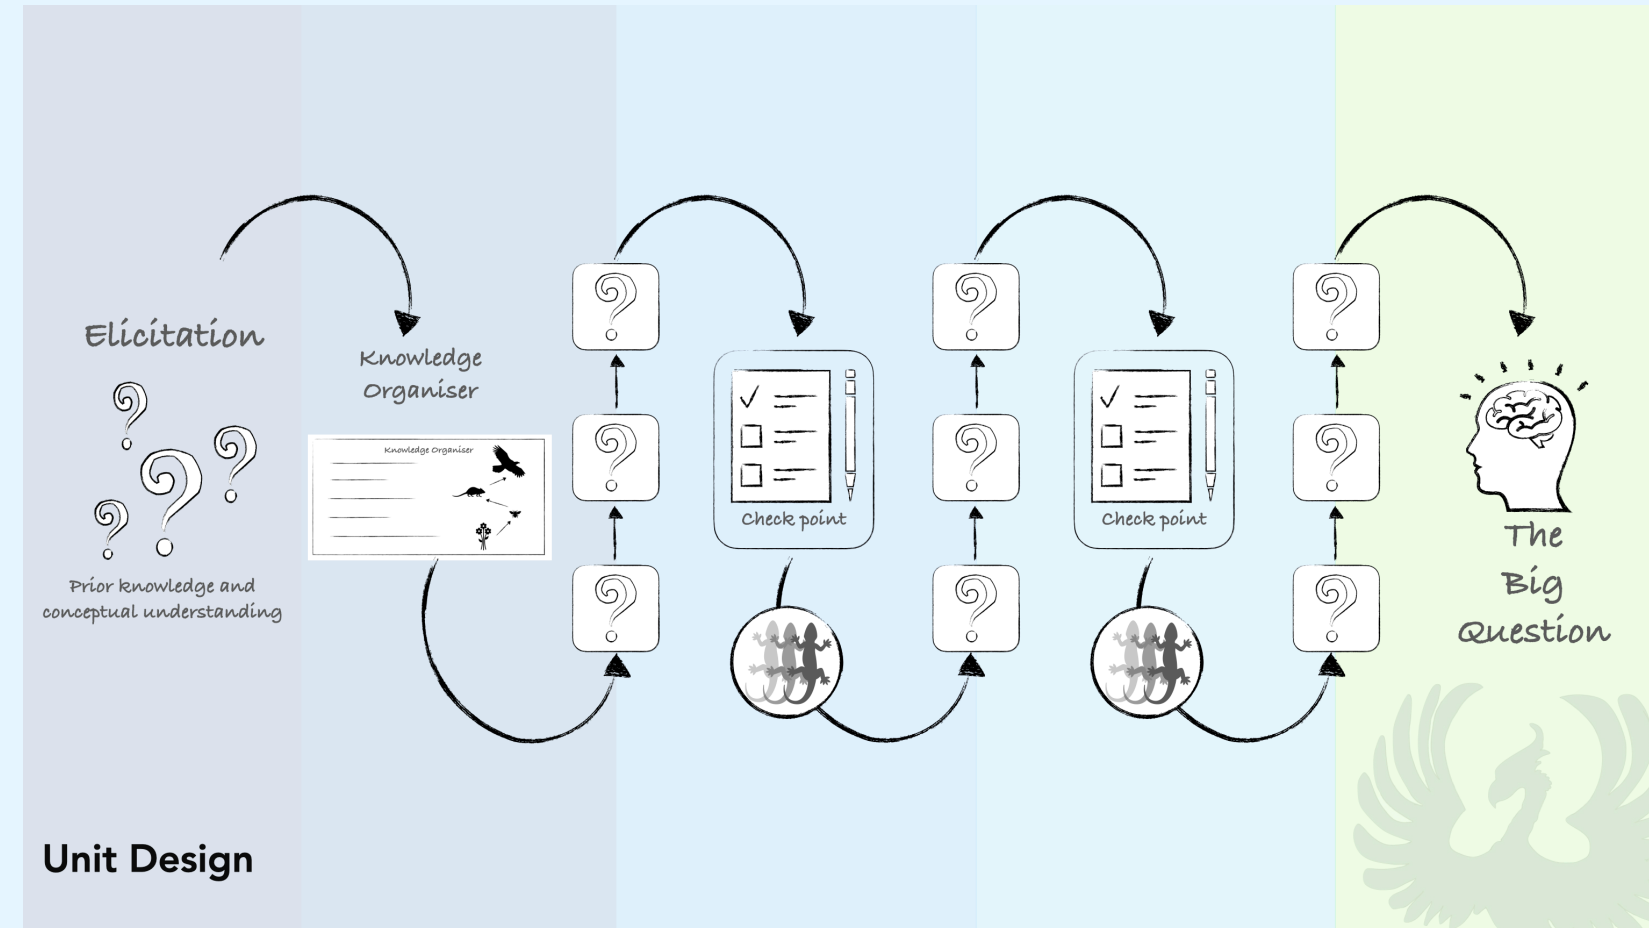 Elicitation
Prior knowledge and
conceptual understanding
Knowledge
Organiser
Knowledge Organiser
Check point
Check point
The
Big
Question
Unit Design